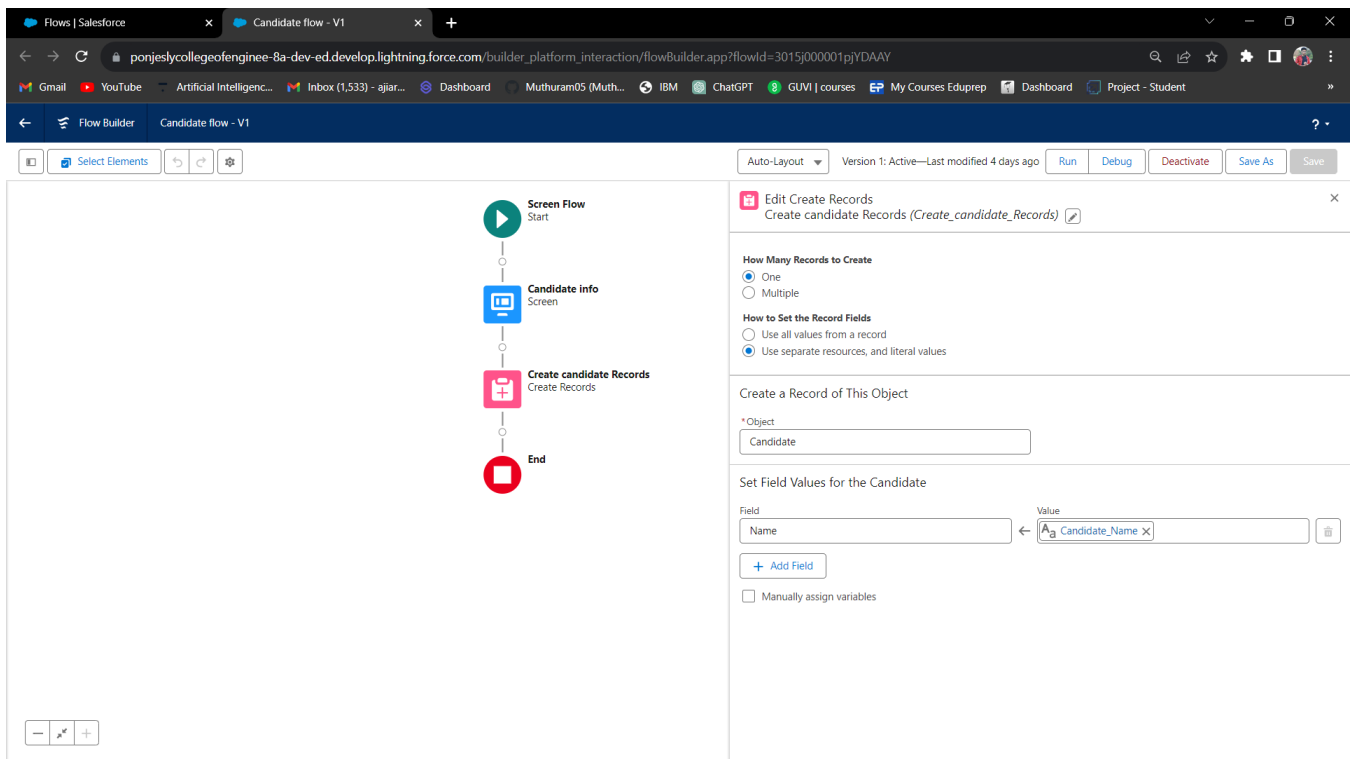 Flows | Salesforce
Candidate flow - V1
ponjeslycollegeofenginee-8a-dev-ed.develop.lightning.force.com/builder_platform_interaction/flowBuilder.app?flowId=3015j000001pjYDAAY
Gmail YouTube Artificial Intelligenc... Inbox (1,533) - ajiar... Dashboard Muthuram05 (Muth... IBM ChatGPT GUVI | courses My Courses Eduprep Dashboard Project - Student »
Flow Builder Candidate flow - V1 ?
Select Elements Auto-Layout Version 1: Active—Last modified 4 days ago Run Debug Deactivate Save As Save
Screen Flow
Start
Candidate info
Screen
Create candidate Records
Create Records
End
Edit Create Records
Create candidate Records (Create_candidate_Records)
How Many Records to Create
One
Multiple
How to Set the Record Fields
Use all values from a record
Use separate resources, and literal values
Create a Record of This Object
*Object
Candidate
Set Field Values for the Candidate
Field Value
Name ← Aa Candidate_Name ×
+ Add Field
Manually assign variables